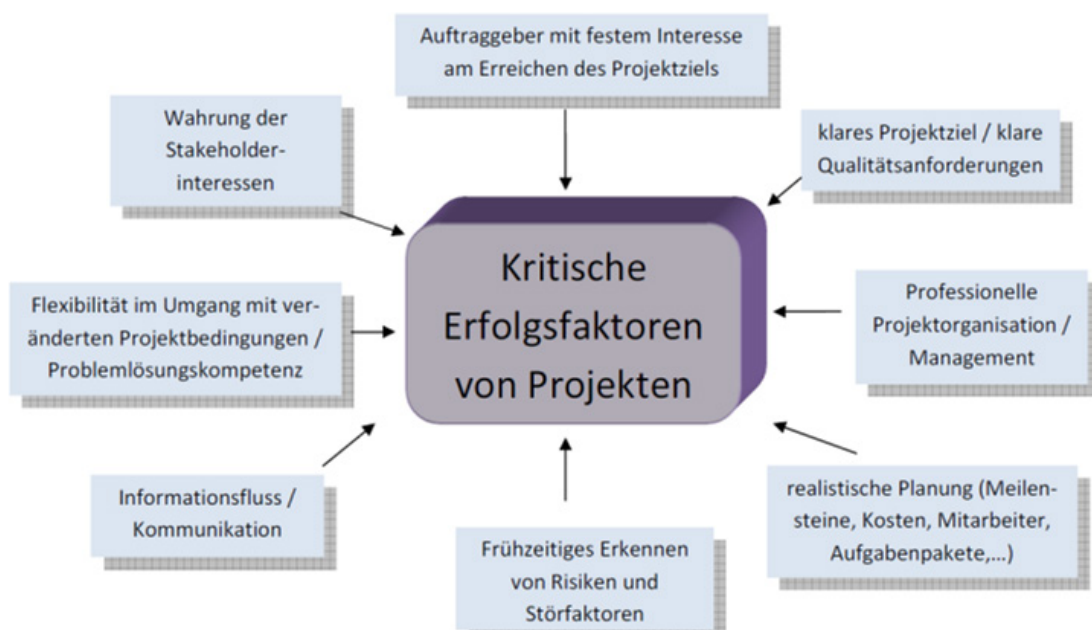 Auftraggeber mit festem Interesse
am Erreichen des Projektziels
Wahrung der
Stakeholder-
interessen
klares Projektziel / klare
Qualitätsanforderungen
Kritische
Erfolgsfaktoren
von Projekten
Flexibilität im Umgang mit ver-
änderten Projektbedingungen /
Problemlösungskompetenz
Professionelle
Projektorganisation /
Management
Informationsfluss /
Kommunikation
Frühzeitiges Erkennen
von Risiken und
Störfaktoren
realistische Planung (Meilen-
steine, Kosten, Mitarbeiter,
Aufgabenpakete,…)